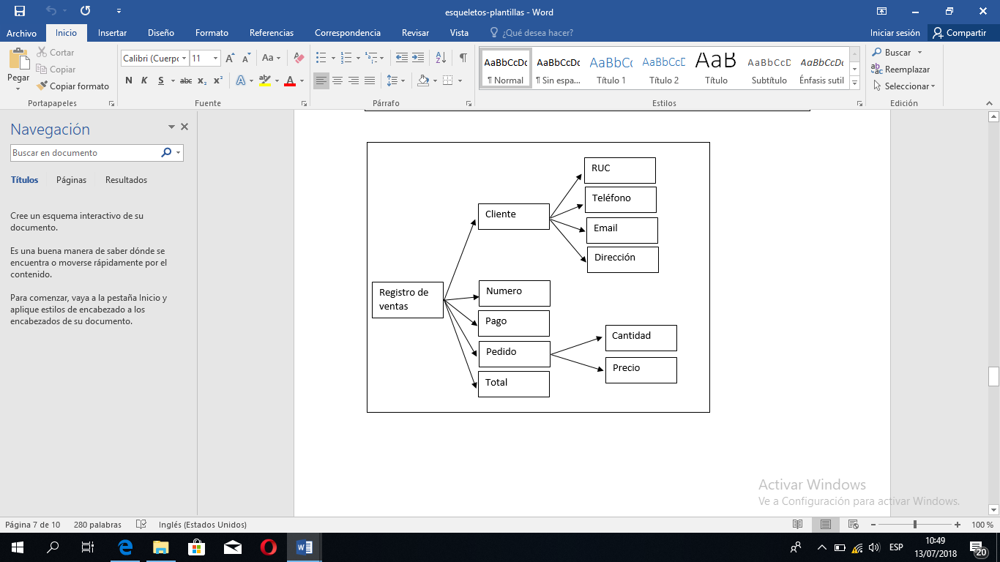 esqueletos-plantillas - Word
Archivo
Inicio
Insertar
Diseño
Formato
Referencias
Correspondencia
Revisar
Vista
¿Qué desea hacer?
Iniciar sesión
Compartir
Pegar
Cortar
Copiar
Copiar formato
Portapapeles
Calibri (Cuerpo
11
Aa
N K S abc x₂ x² A ab A
Fuente
Párrafo
AaBbCcDc
¶ Normal
AaBbCcDc
¶ Sin espa...
AaBbCc
Título 1
AaBbCcD
Título 2
AaB
Título
AaBbCcD
Subtítulo
AaBbCcDc
Énfasis sutil
Estilos
Buscar
Reemplazar
Seleccionar
Edición
Navegación
Buscar en documento
Títulos
Páginas
Resultados
Cree un esquema interactivo de su
documento.
Es una buena manera de saber dónde se
encuentra o moverse rápidamente por el
contenido.
Para comenzar, vaya a la pestaña Inicio y
aplique estilos de encabezado a los
encabezados de su documento.
Registro de
ventas
Cliente
RUC
Teléfono
Email
Dirección
Numero
Pago
Pedido
Cantidad
Precio
Total
Activar Windows
Ve a Configuración para activar Windows.
Página 7 de 10
280 palabras
Inglés (Estados Unidos)
100 %
ESP
10:49
13/07/2018
20